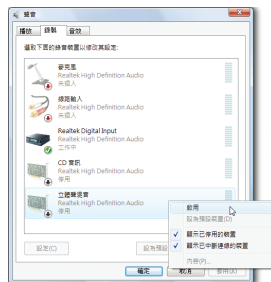 聲音
播放 錄製 音效
選取下面的錄音裝置以修改其設定:
麥克風
Realtek High Definition Audio
未插入
線路輸入
Realtek High Definition Audio
未插入
Realtek Digital Input
Realtek High Definition Audio
工作中
CD 音訊
Realtek High Definition Audio
停用
立體聲混音
Realtek High Definition Audio
停用
啟用
設為預設裝置(D)
顯示已停用的裝置
顯示已中斷連線的裝置
內容(P)...
設定(C) 設為預設
確定 取消 套用(A)